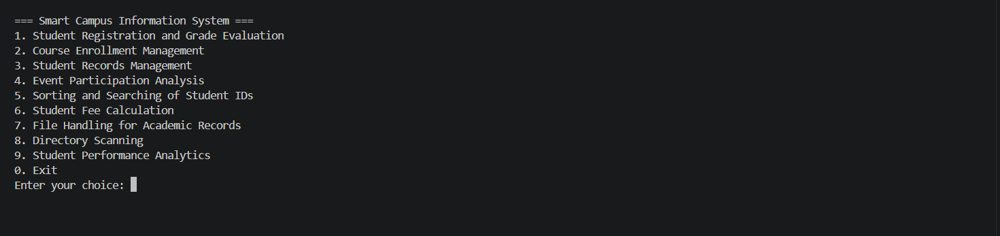 === Smart Campus Information System ===
1. Student Registration and Grade Evaluation
2. Course Enrollment Management
3. Student Records Management
4. Event Participation Analysis
5. Sorting and Searching of Student IDs
6. Student Fee Calculation
7. File Handling for Academic Records
8. Directory Scanning
9. Student Performance Analytics
0. Exit
Enter your choice: